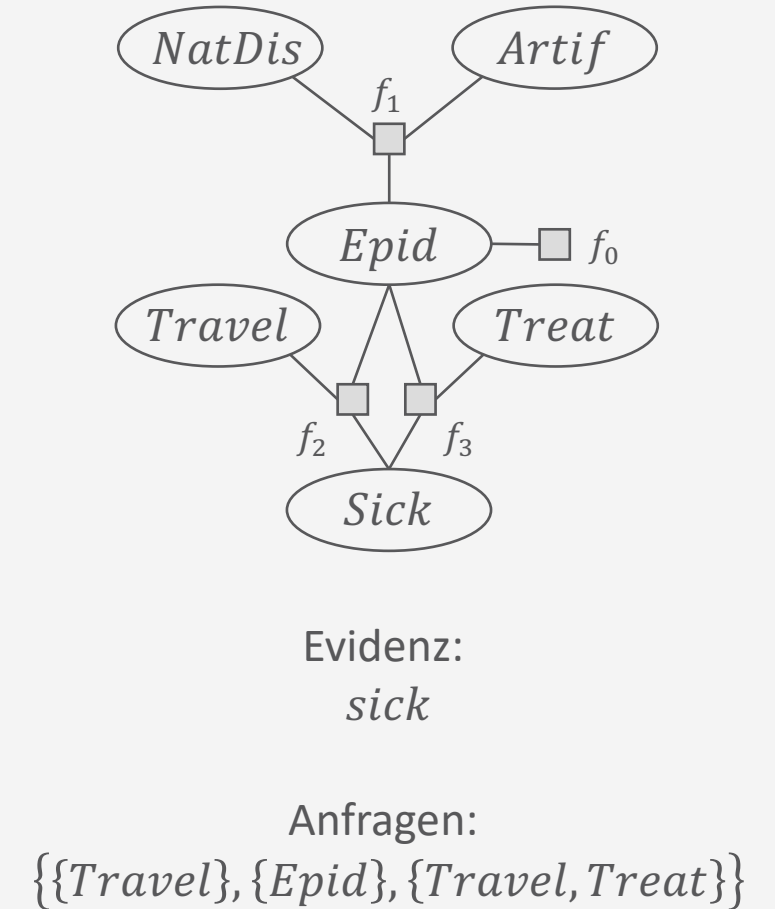 NatDis Artif
f₁
Epid f₀
Travel Treat
f₂ f₃
Sick
Evidenz:
sick
Anfragen:
{{Travel}, {Epid}, {Travel, Treat}}